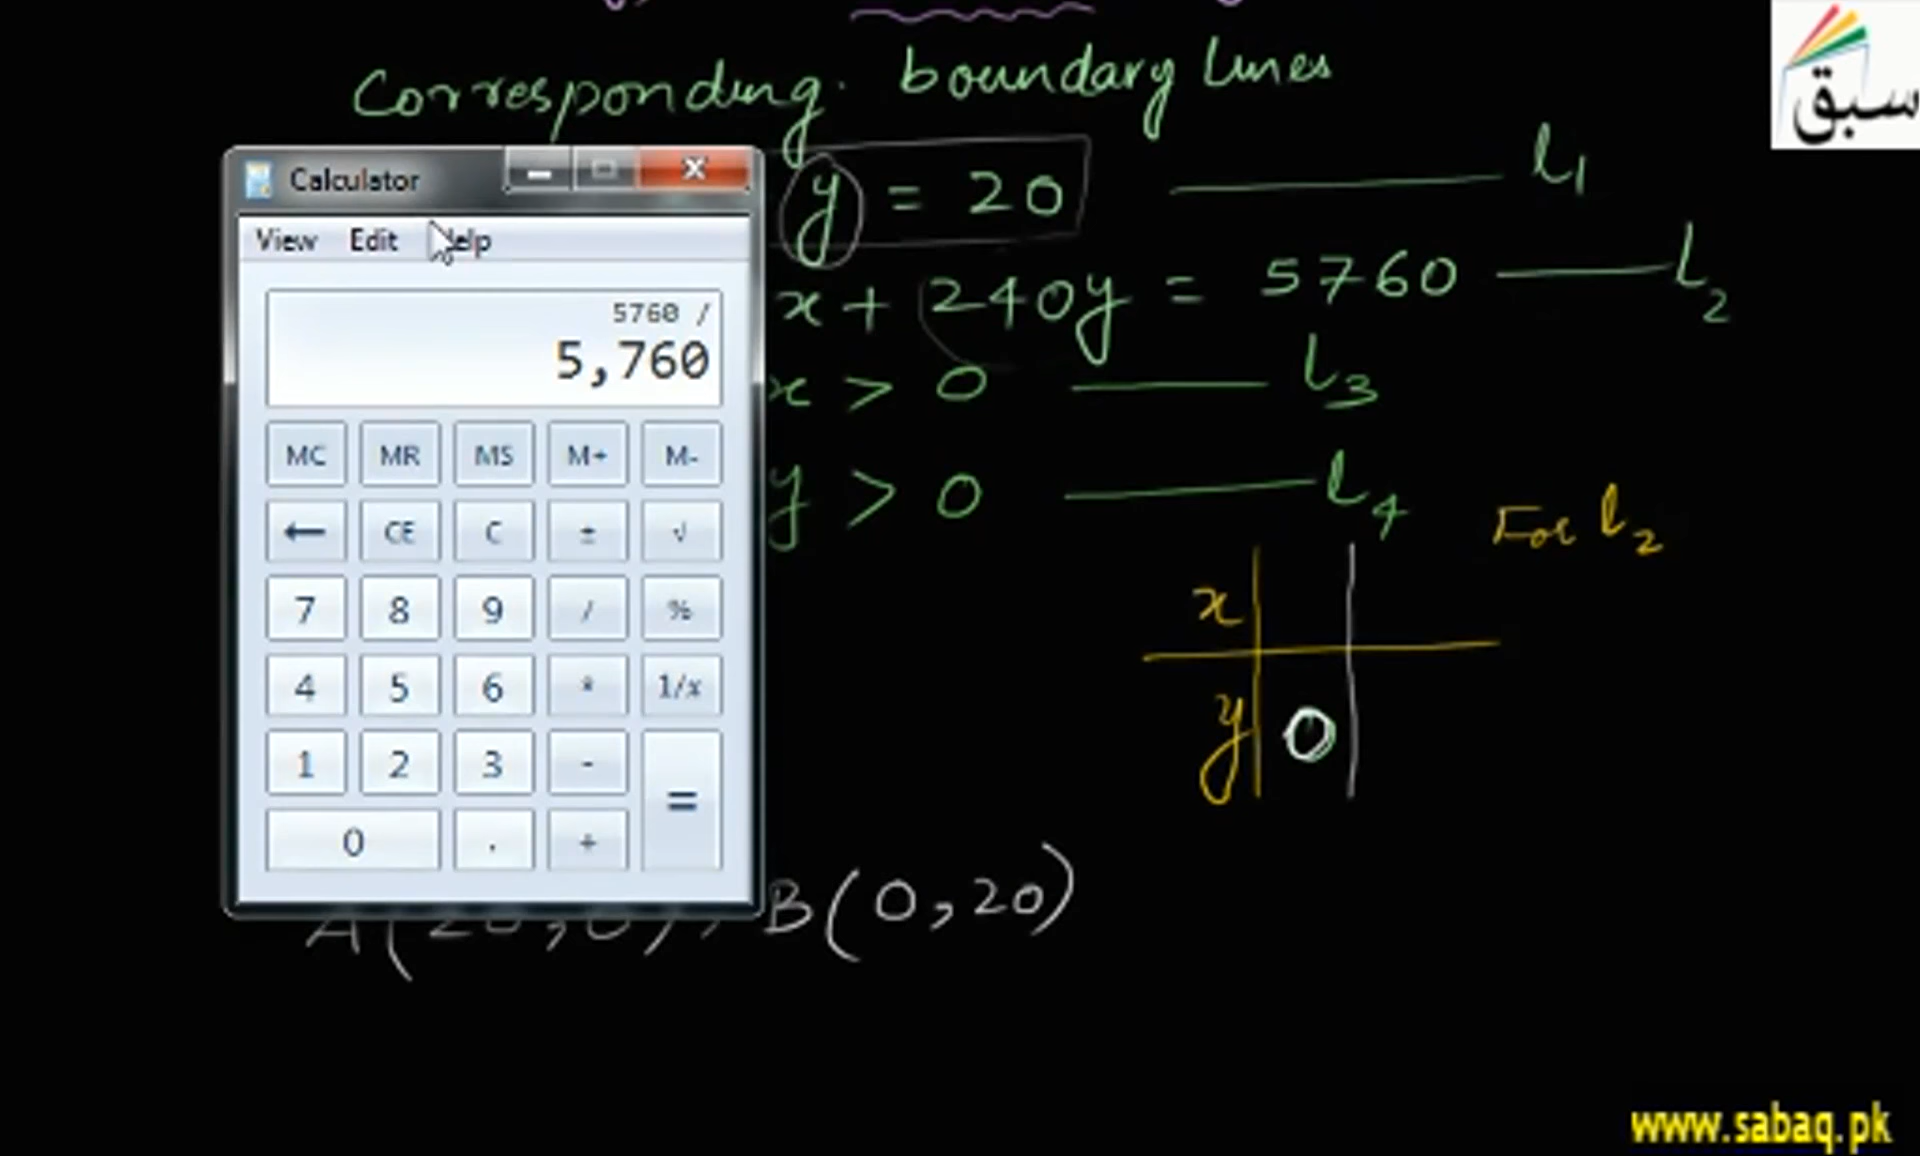 Corresponding boundary lines
سبق
Calculator
View Edit Help
5760 /
5,760
MC MR MS M+ M-
← CE C ± √
7 8 9 / %
4 5 6 * 1/x
1 2 3 - =
0 . +
y = 20 l1
x + 240y = 5760 l2
x > 0 l3
y > 0 l4
For l2
x
y 0
A(20,0), B(0,20)
www.sabaq.pk